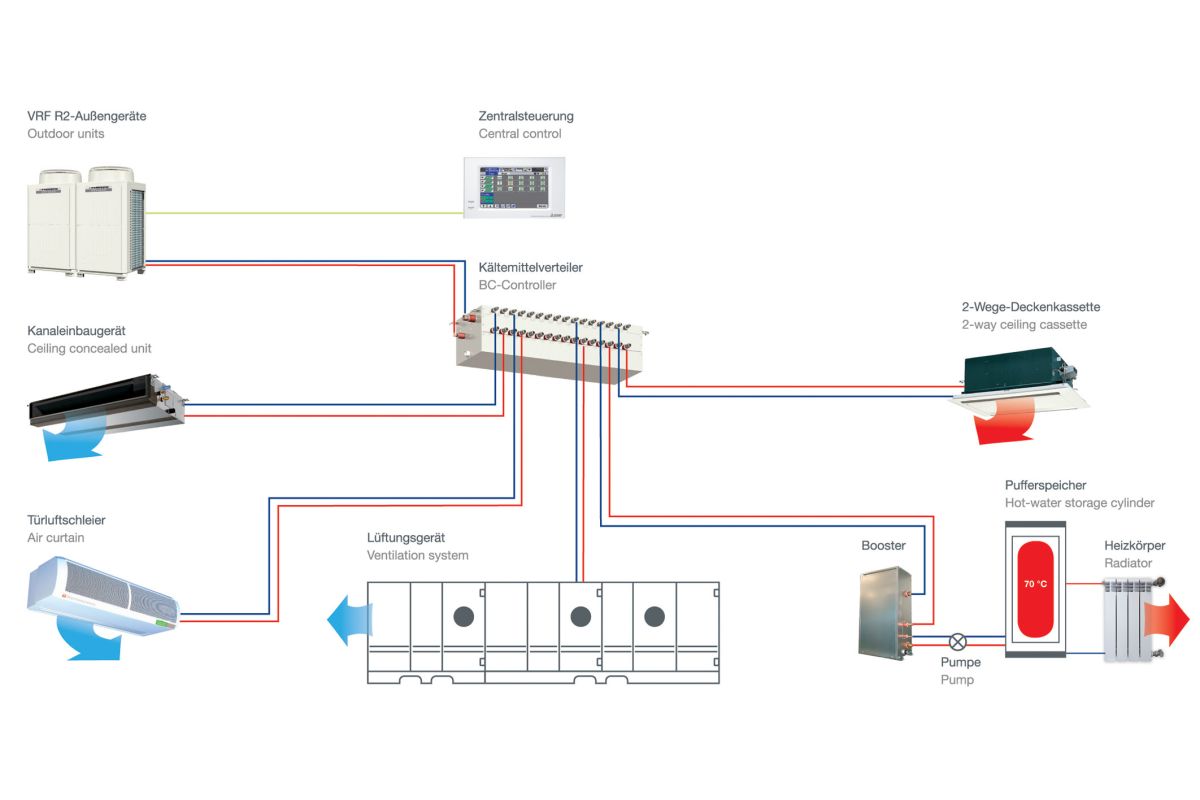 VRF R2-Außengeräte
Outdoor units
Zentralsteuerung
Central control
Kältemittelverteiler
BC-Controller
Kanaleinbaugerät
Ceiling concealed unit
2-Wege-Deckenkassette
2-way ceiling cassette
Türluftschleier
Air curtain
Lüftungsgerät
Ventilation system
Pufferspeicher
Hot-water storage cylinder
Booster
Heizkörper
Radiator
70 °C
Pumpe
Pump